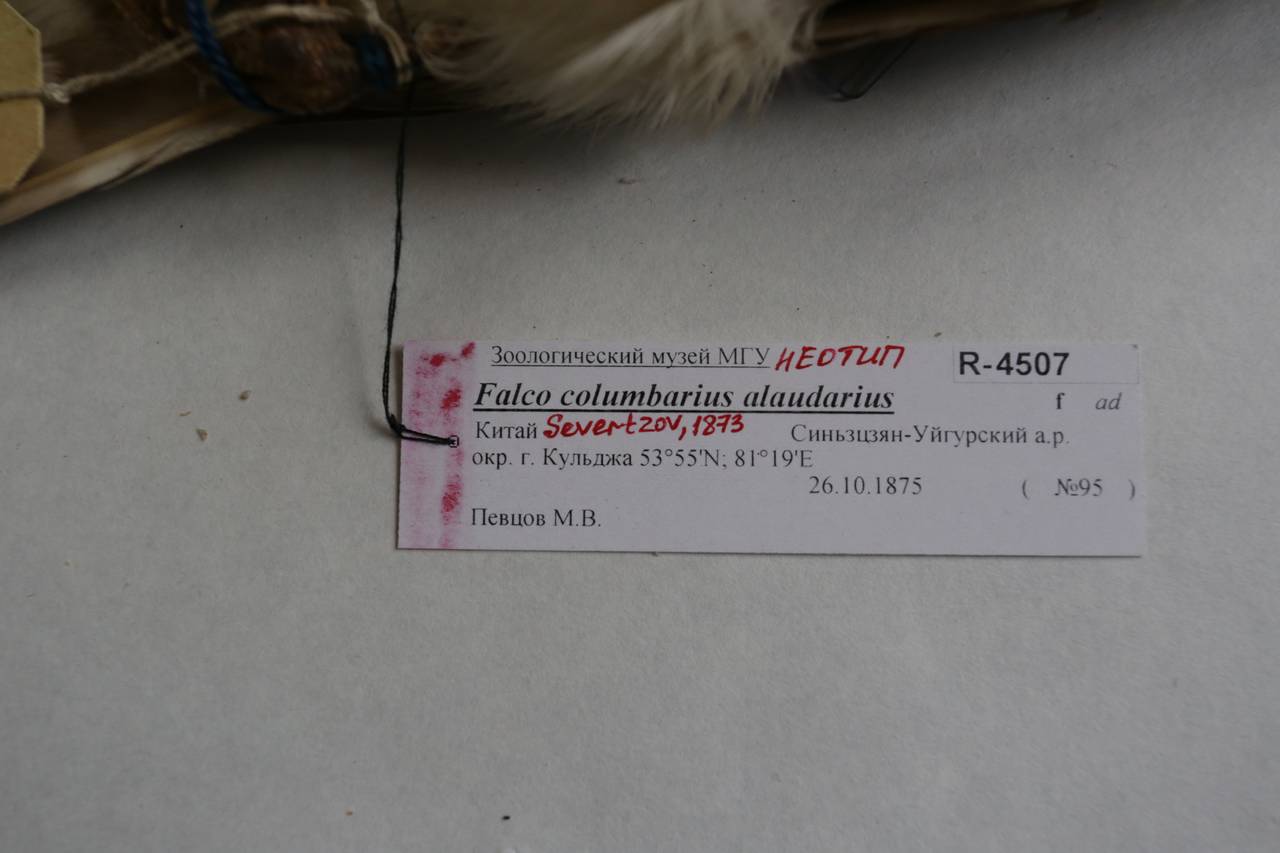 Зоологический музей МГУ НЕОТИП R-4507
Falco columbarius alaudarius f ad
Китай Severtzov, 1873 Синьзцзян-Уйгурский а.р.
окр. г. Кульджа 53°55'N; 81°19'E
26.10.1875 ( №95 )
Певцов М.В.